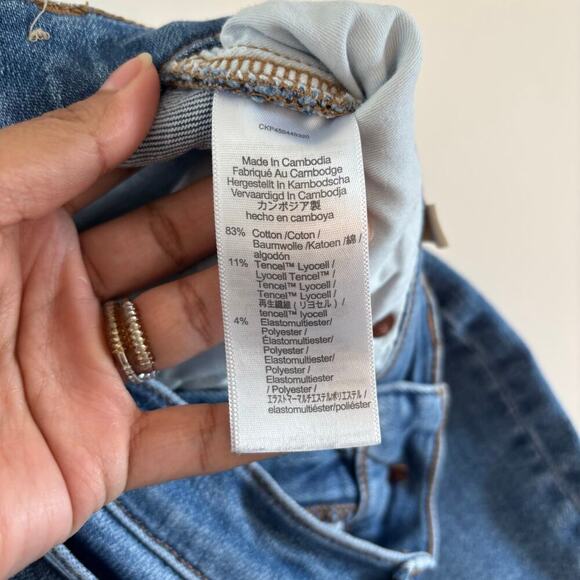 Made In Cambodia
Fabriqué Au Cambodge
Hergestellt In Kambodscha
Vervaardigd In Cambodja
カンボジア製
hecho en camboya
83% Cotton /Coton /
Baumwolle /Katoen /綿 /
algodón
11% Tencel™ Lyocell /
Lyocell Tencel™ /
Tencel™ Lyocell /
Tencel™ Lyocell /
再生繊維 ( リヨセル ) /
tencel™ lyocell
4% Elastomultiester/
Polyester /
Élastomultiester/
Polyester /
Elastomultiester/
Polyester /
Elastomultiester/
Polyester /
エラストマーマルチエステル/ポリエステル /
elastomultiéster/poliéster